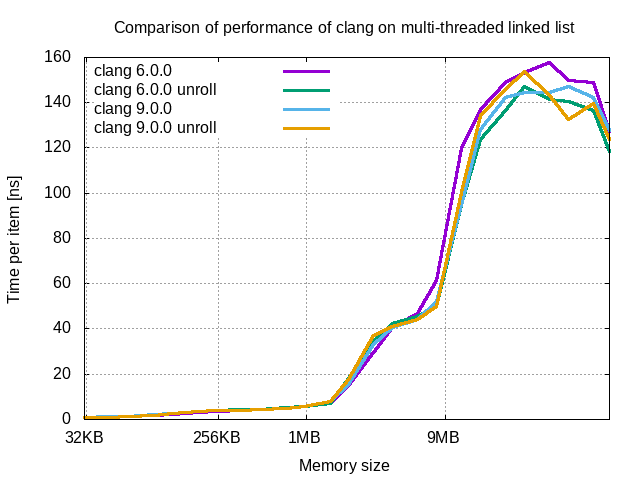 Comparison of performance of clang on multi-threaded linked list
160
140
120
100
80
60
40
20
0
Time per item [ns]
clang 6.0.0
clang 6.0.0 unroll
clang 9.0.0
clang 9.0.0 unroll
32KB 256KB 1MB 9MB
Memory size